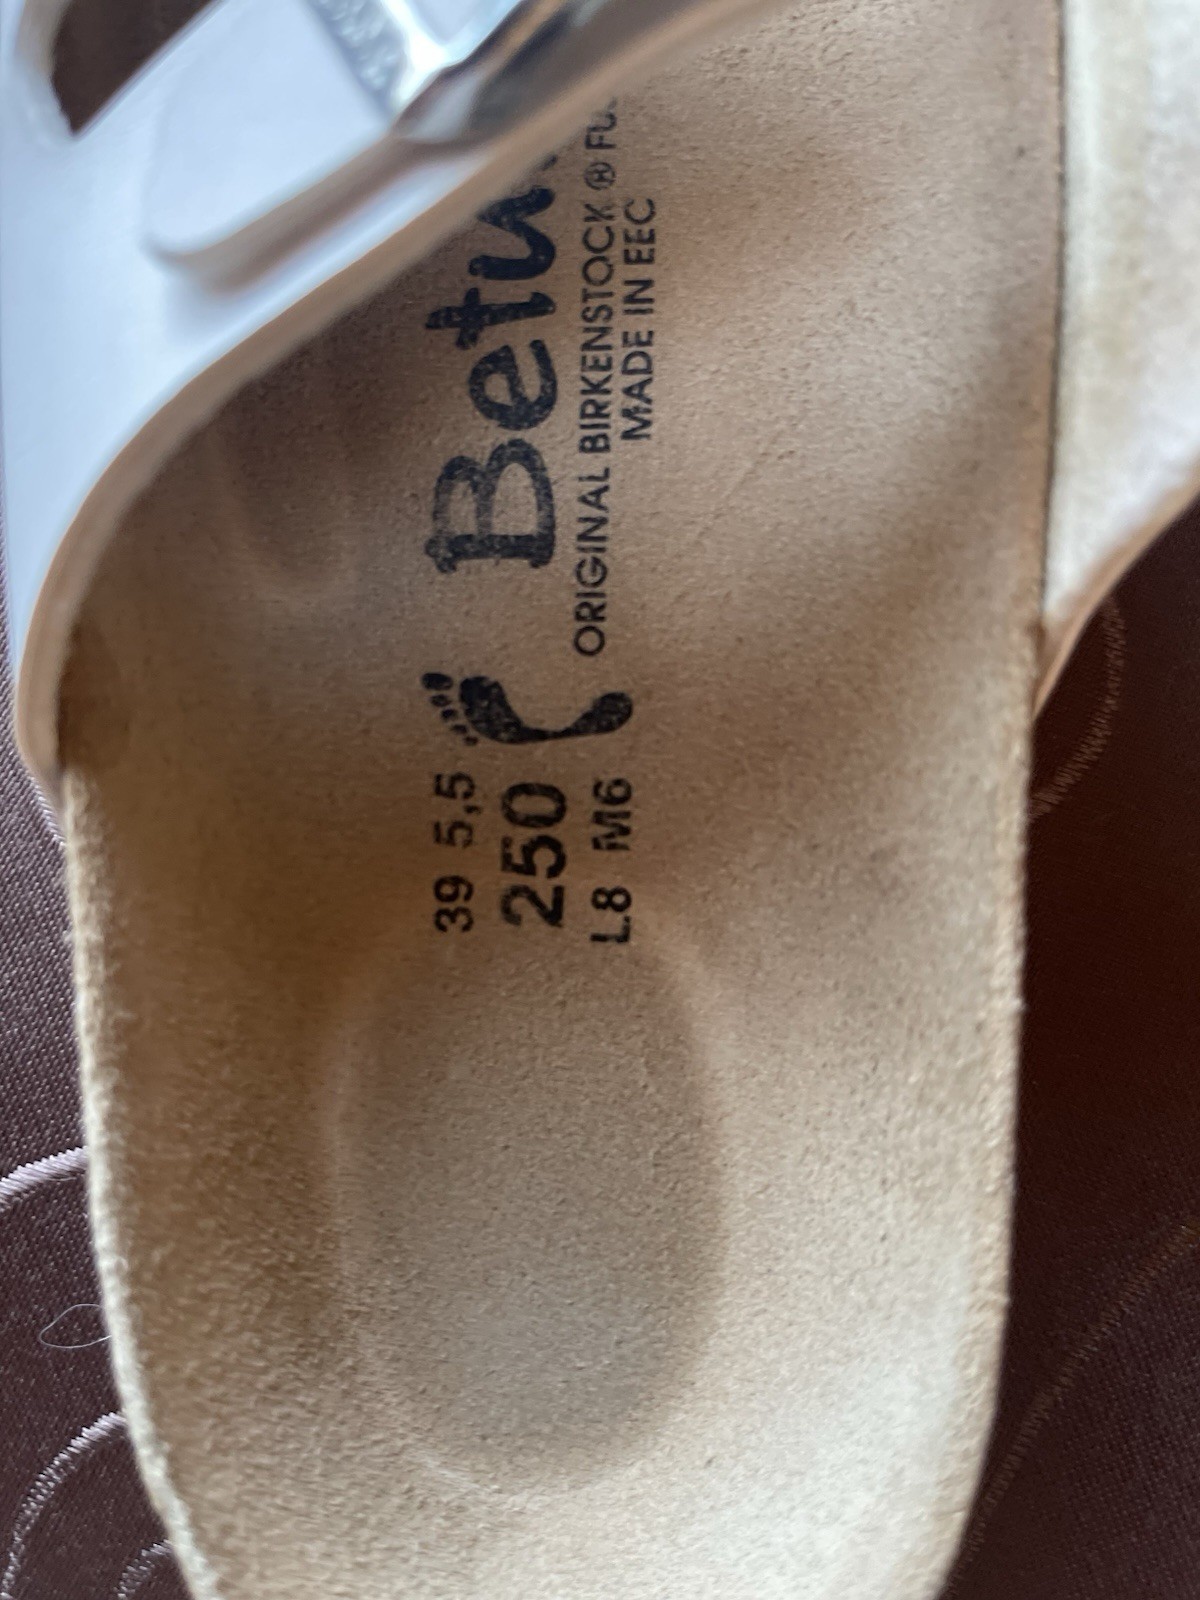 Betu
ORIGINAL BIRKENSTOCK ® FU
MADE IN EEC
39 5,5
250
L8 M6